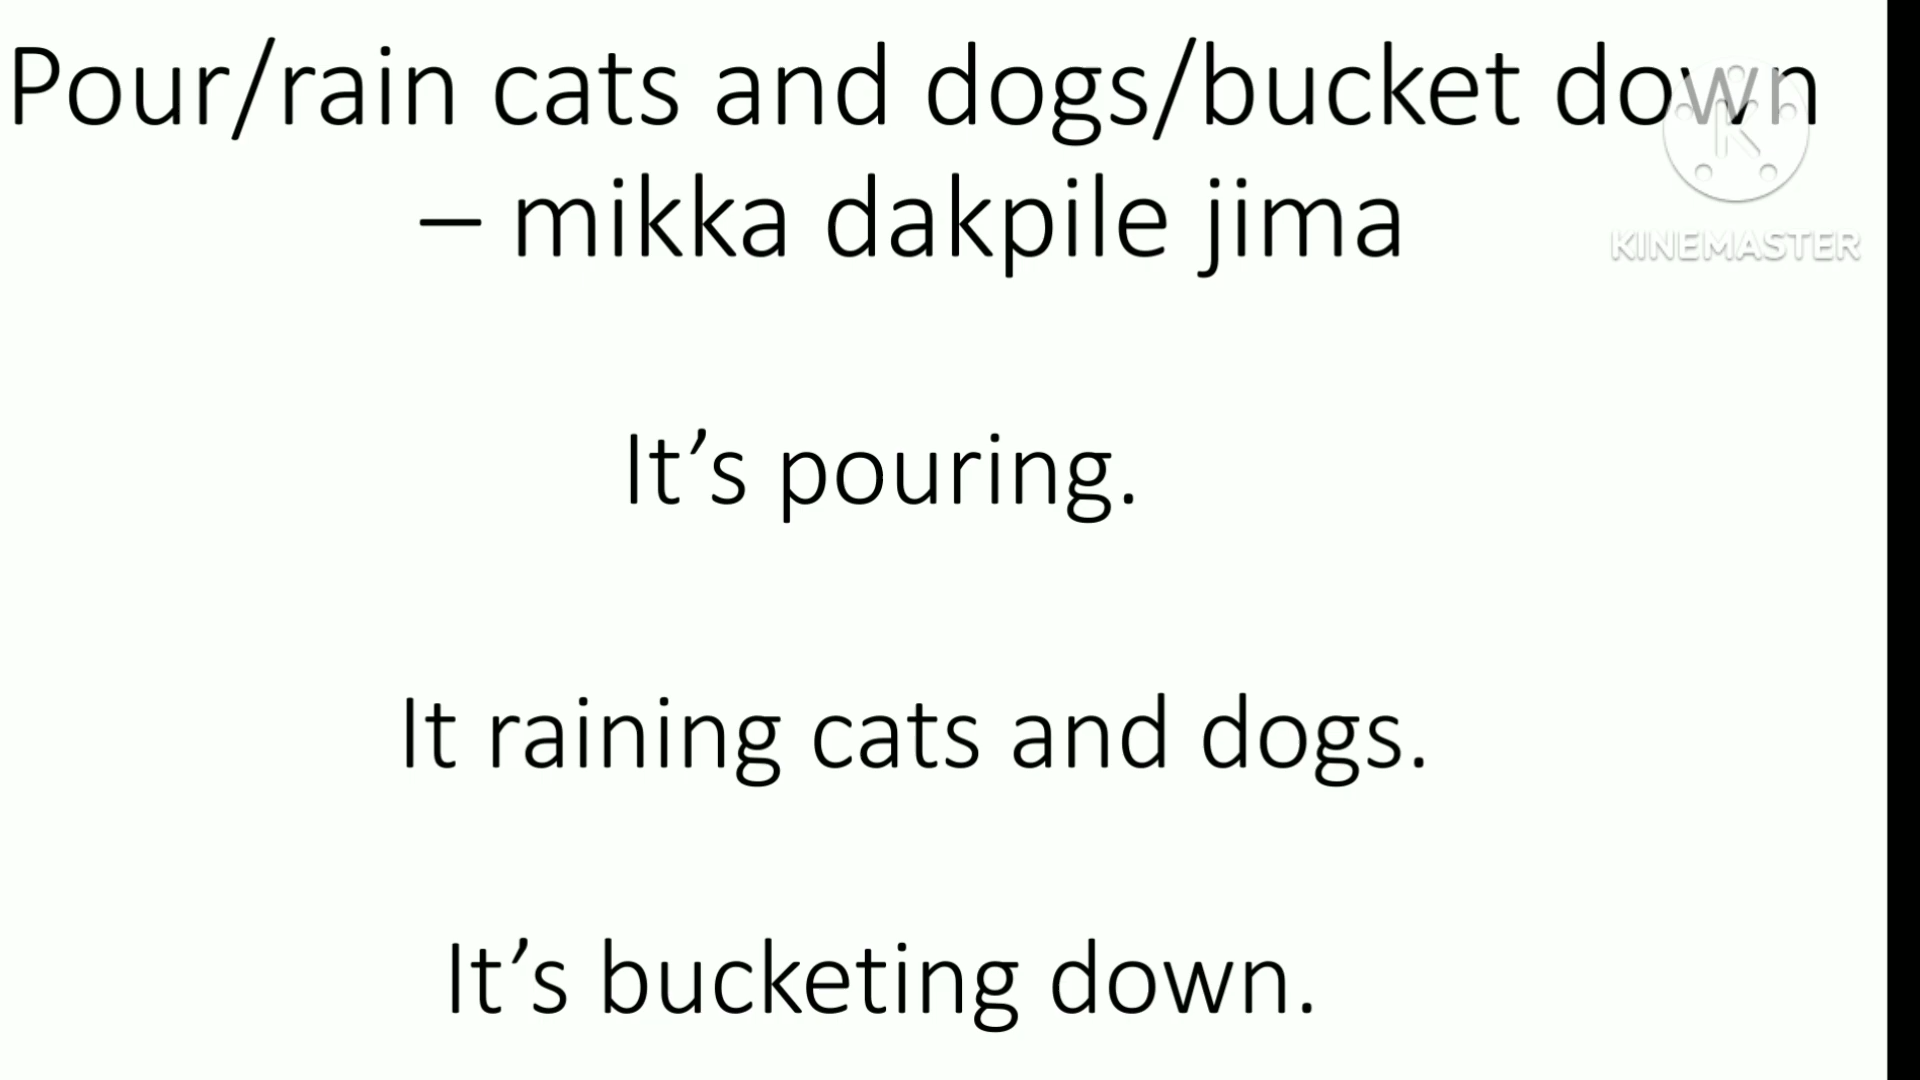 Pour/rain cats and dogs/bucket down
– mikka dakpile jima
KINEMASTER
It’s pouring.
It raining cats and dogs.
It’s bucketing down.